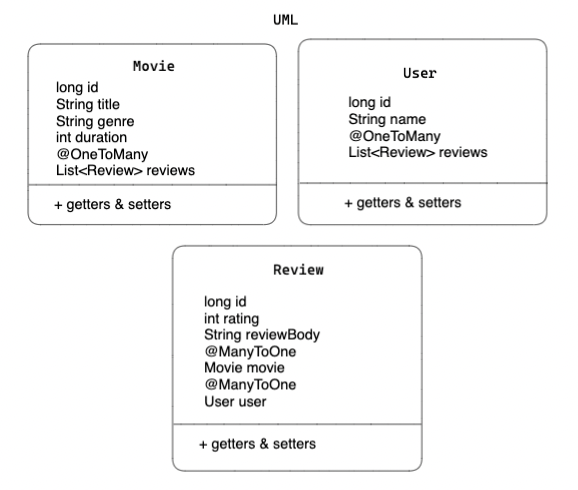 UML
Movie
long id
String title
String genre
int duration
@OneToMany
List<Review> reviews
+ getters & setters
User
long id
String name
@OneToMany
List<Review> reviews
+ getters & setters
Review
long id
int rating
String reviewBody
@ManyToOne
Movie movie
@ManyToOne
User user
+ getters & setters